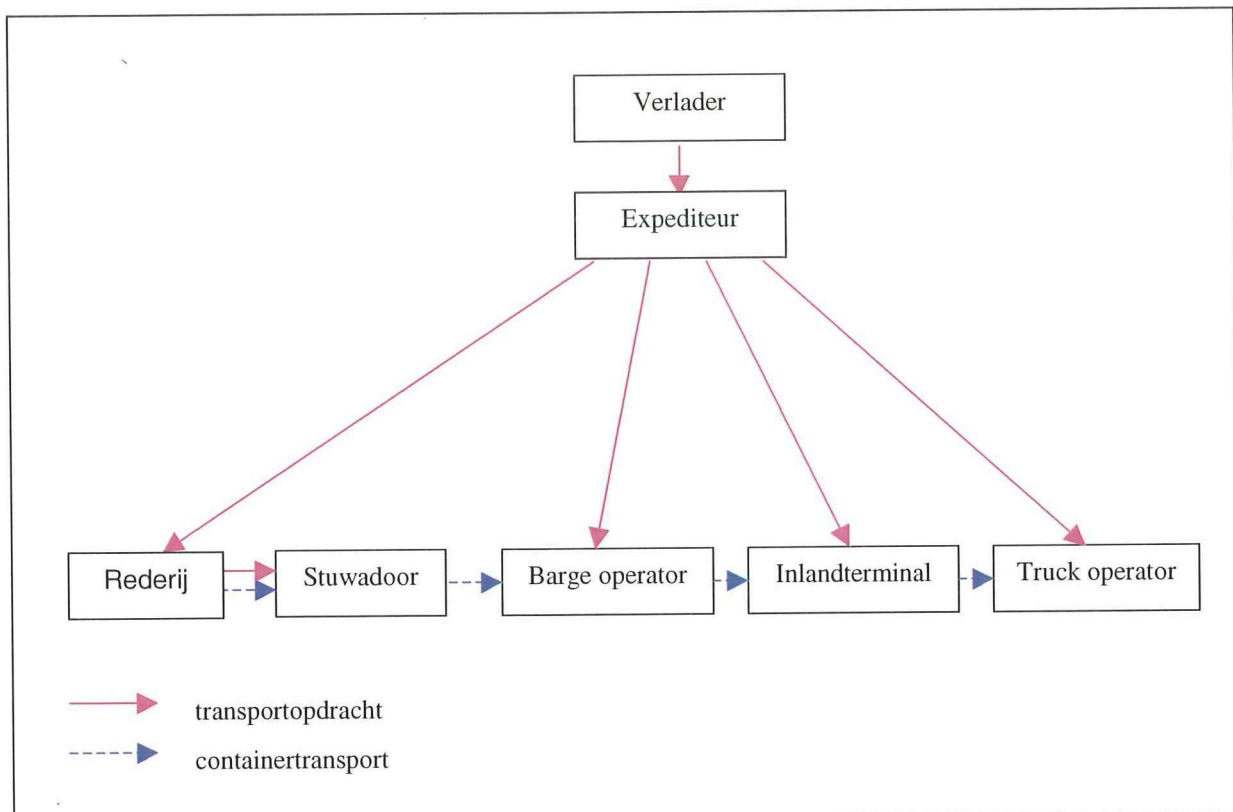 Verlader
Expediteur
Rederij
Stuwadoor
Barge operator
Inlandterminal
Truck operator
transportopdracht
containertransport